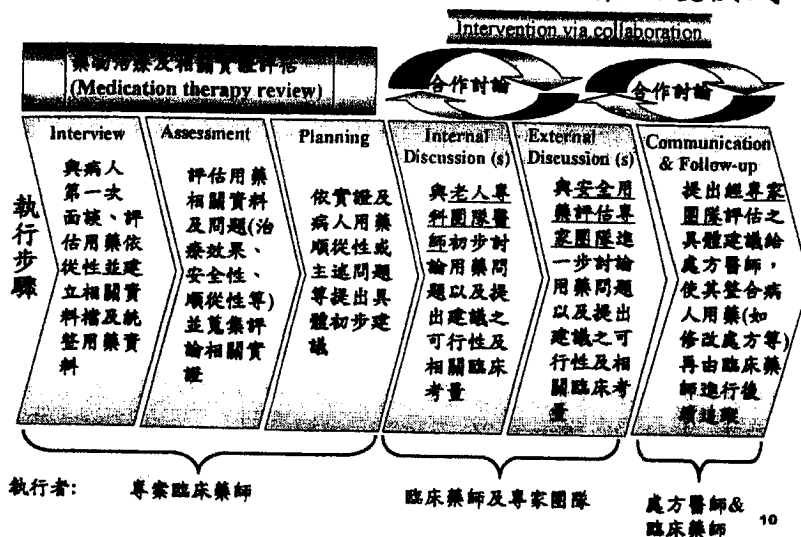 Intervention via collaboration
藥物治療及相關實證評估
(Medication therapy review)
合作討論
合作討論
執行步驟
Interview
與病人
第一次
面談、評
估用藥依
從性並建
立相關資
料檔及統
整用藥資
料
Assessment
評估用藥
相關資料
及問題(治
療效果、
安全性、
順從性等)
並蒐集評
論相關實
證
Planning
依實證及
病人用藥
順從性或
主述問題
等提出具
體初步建
議
Internal
Discussion (s)
與老人專
科團隊醫
師初步討
論用藥問
題以及提
出建議之
可行性及
相關臨床
考量
External
Discussion (s)
與安全用
藥評估專
家團隊進
一步討論
用藥問題
以及提出
建議之可
行性及相
關臨床考
量
Communication
& Follow-up
提出經專家
團隊評估之
具體建議給
處方醫師，
使其整合病
人用藥(如
修改處方等)
再由臨床藥
師進行後
續追蹤
執行者:
專案臨床藥師
臨床藥師及專家團隊
處方醫師&
臨床藥師
10